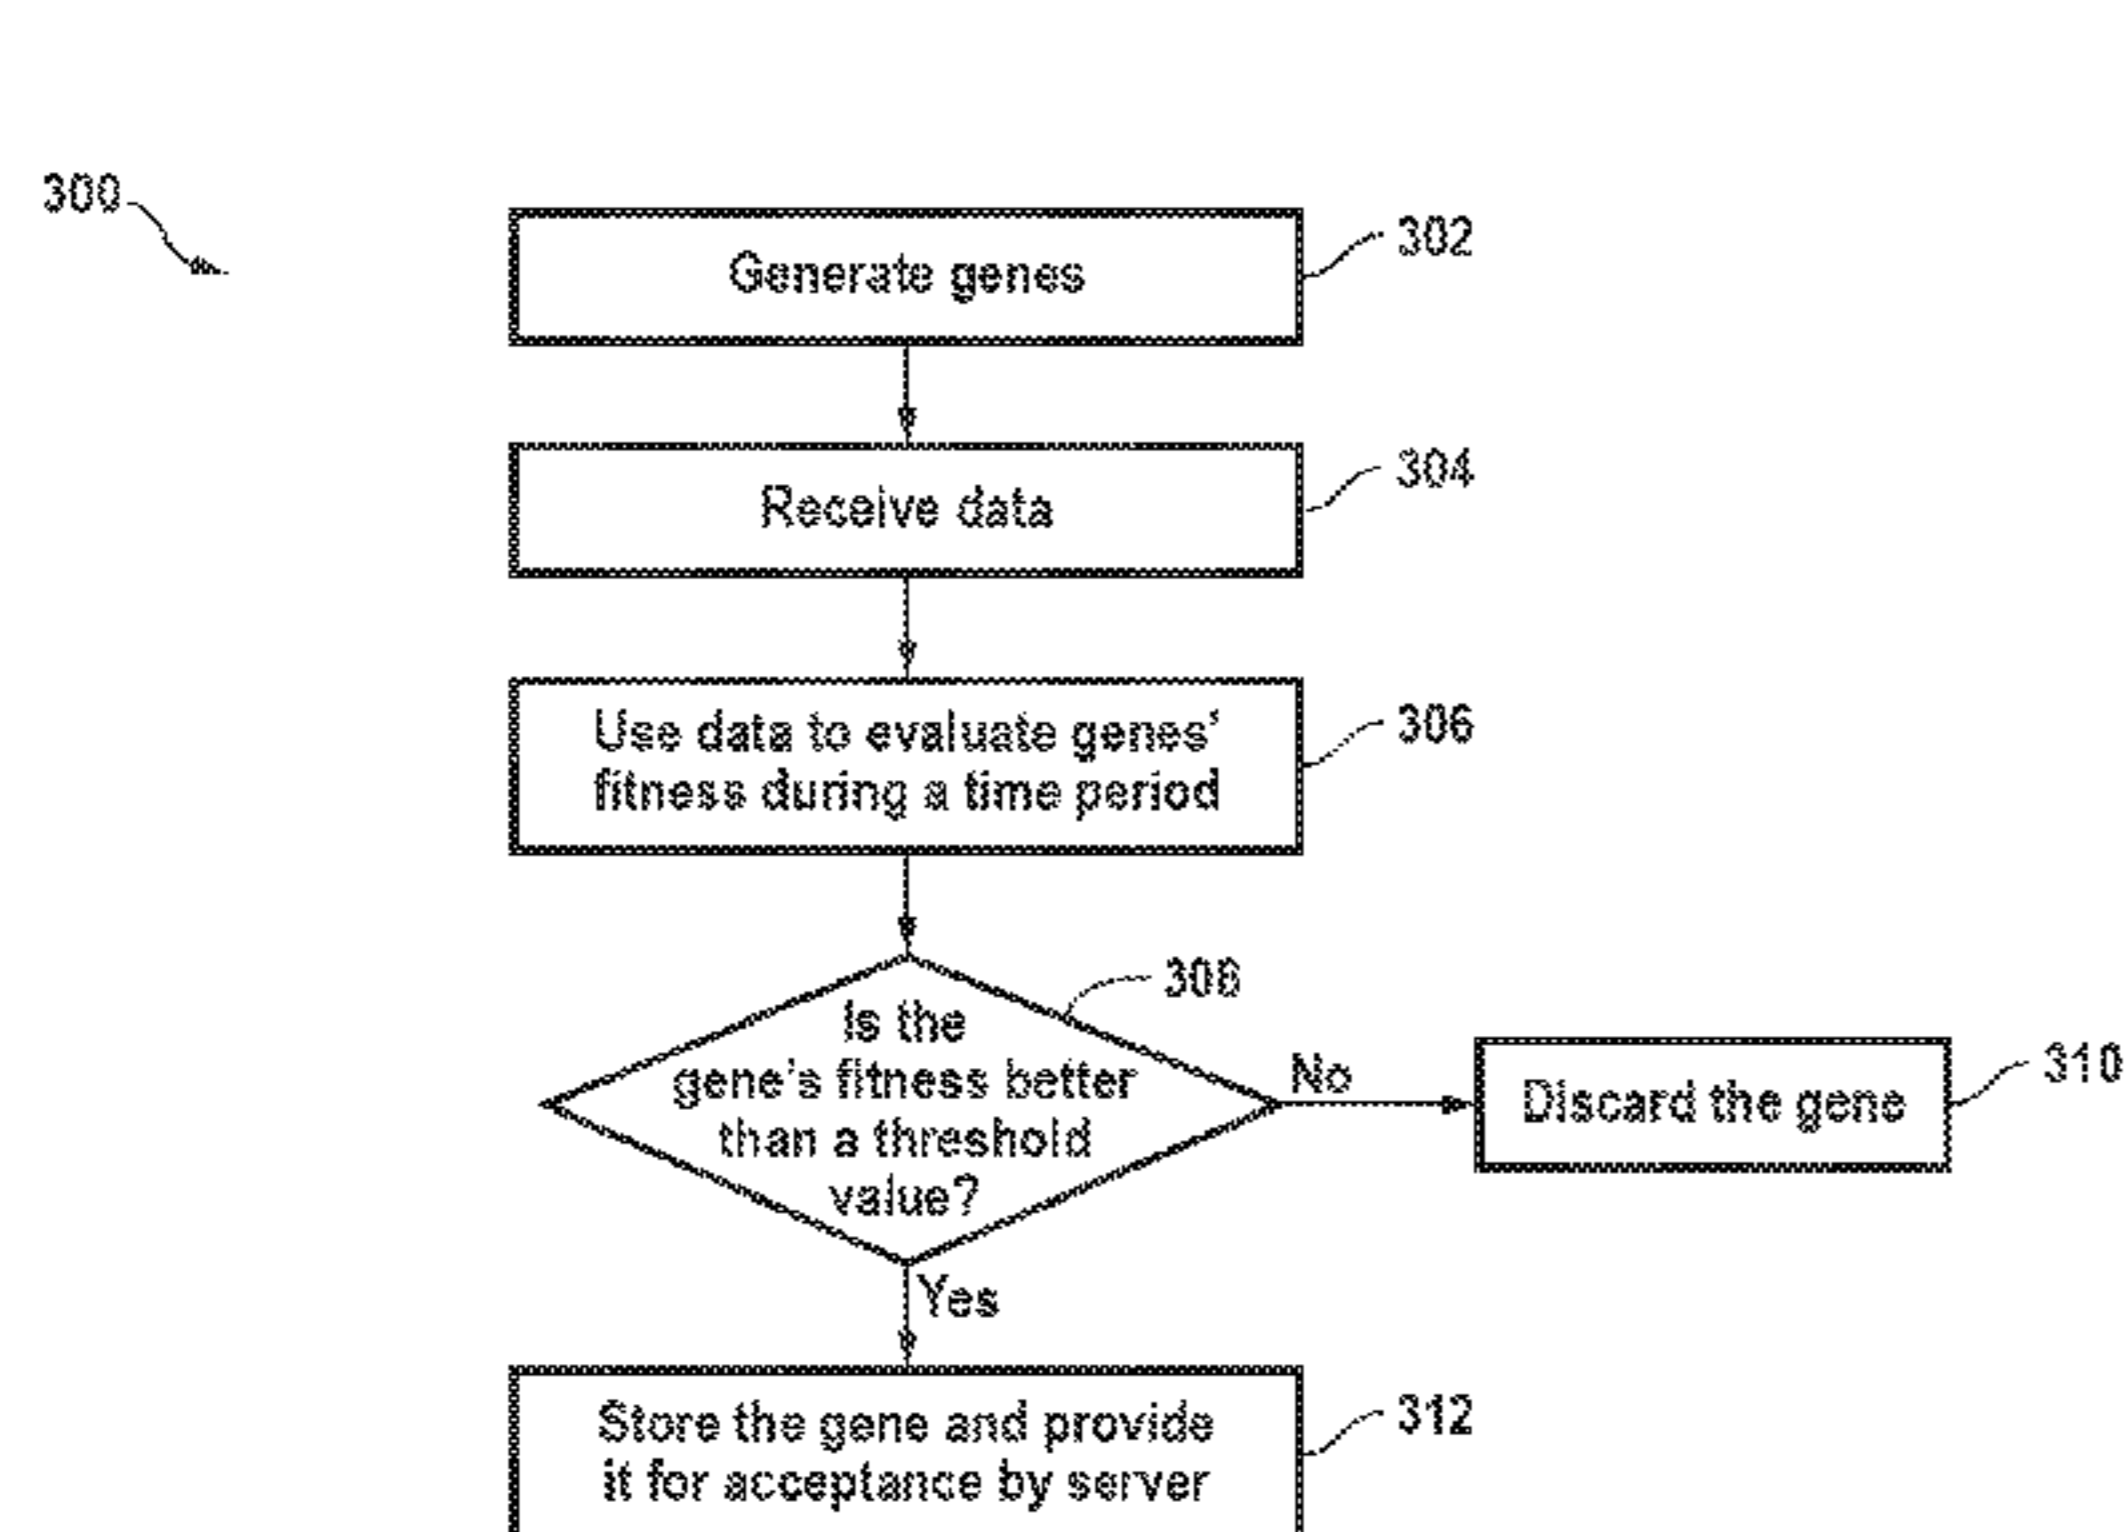 300
Generate genes
302
Receive data
304
Use data to evaluate genes'
fitness during a time period
306
308
Is the
gene's fitness better
than a threshold
value?
No
Discard the gene
310
Yes
Store the gene and provide
it for acceptance by server
312